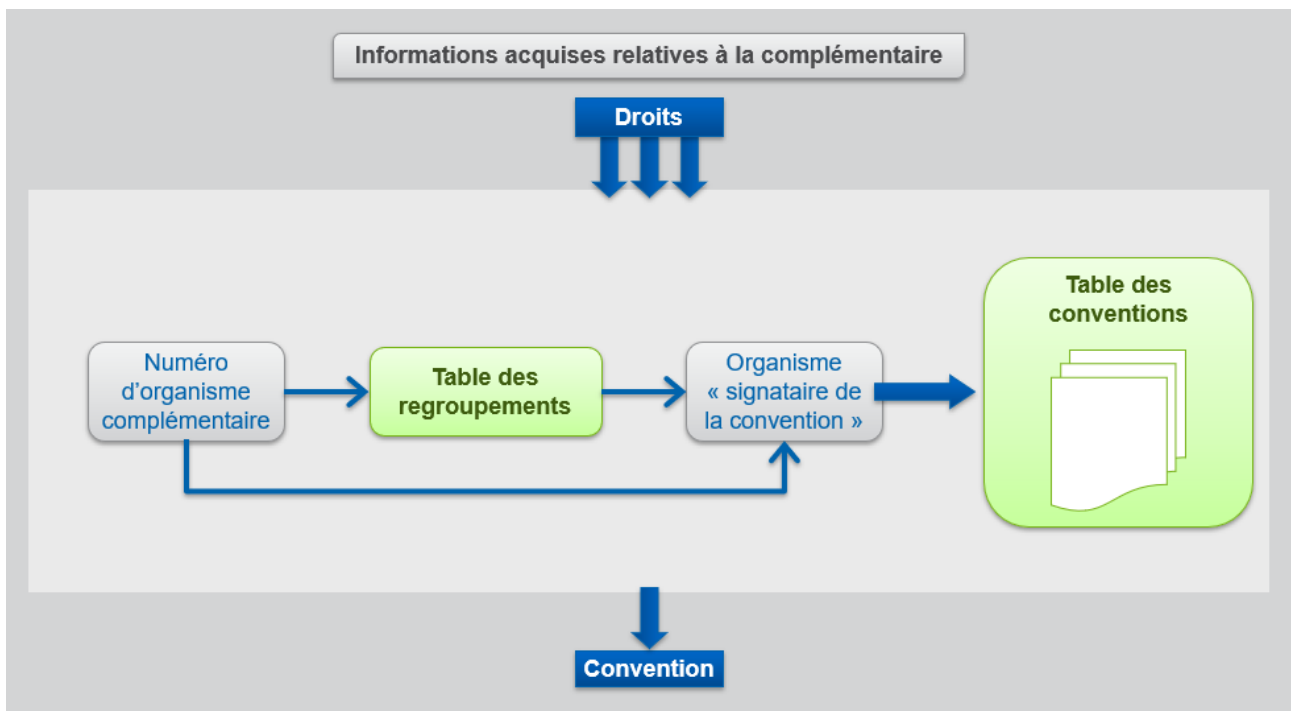 Informations acquises relatives à la complémentaire
Droits
Numéro
d’organisme
complémentaire
Table des
regroupements
Organisme
« signataire de
la convention »
Table des
conventions
Convention